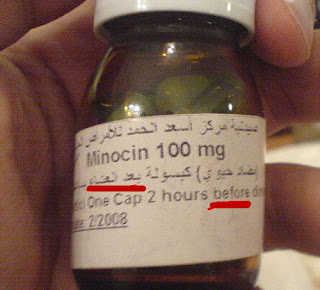 صيدلية مركز أسعد الحمد للأمراض
Minocin 100 mg
مضاد حيوي) كبسولة بعد العشاء
One Cap 2 hours before
2/2008